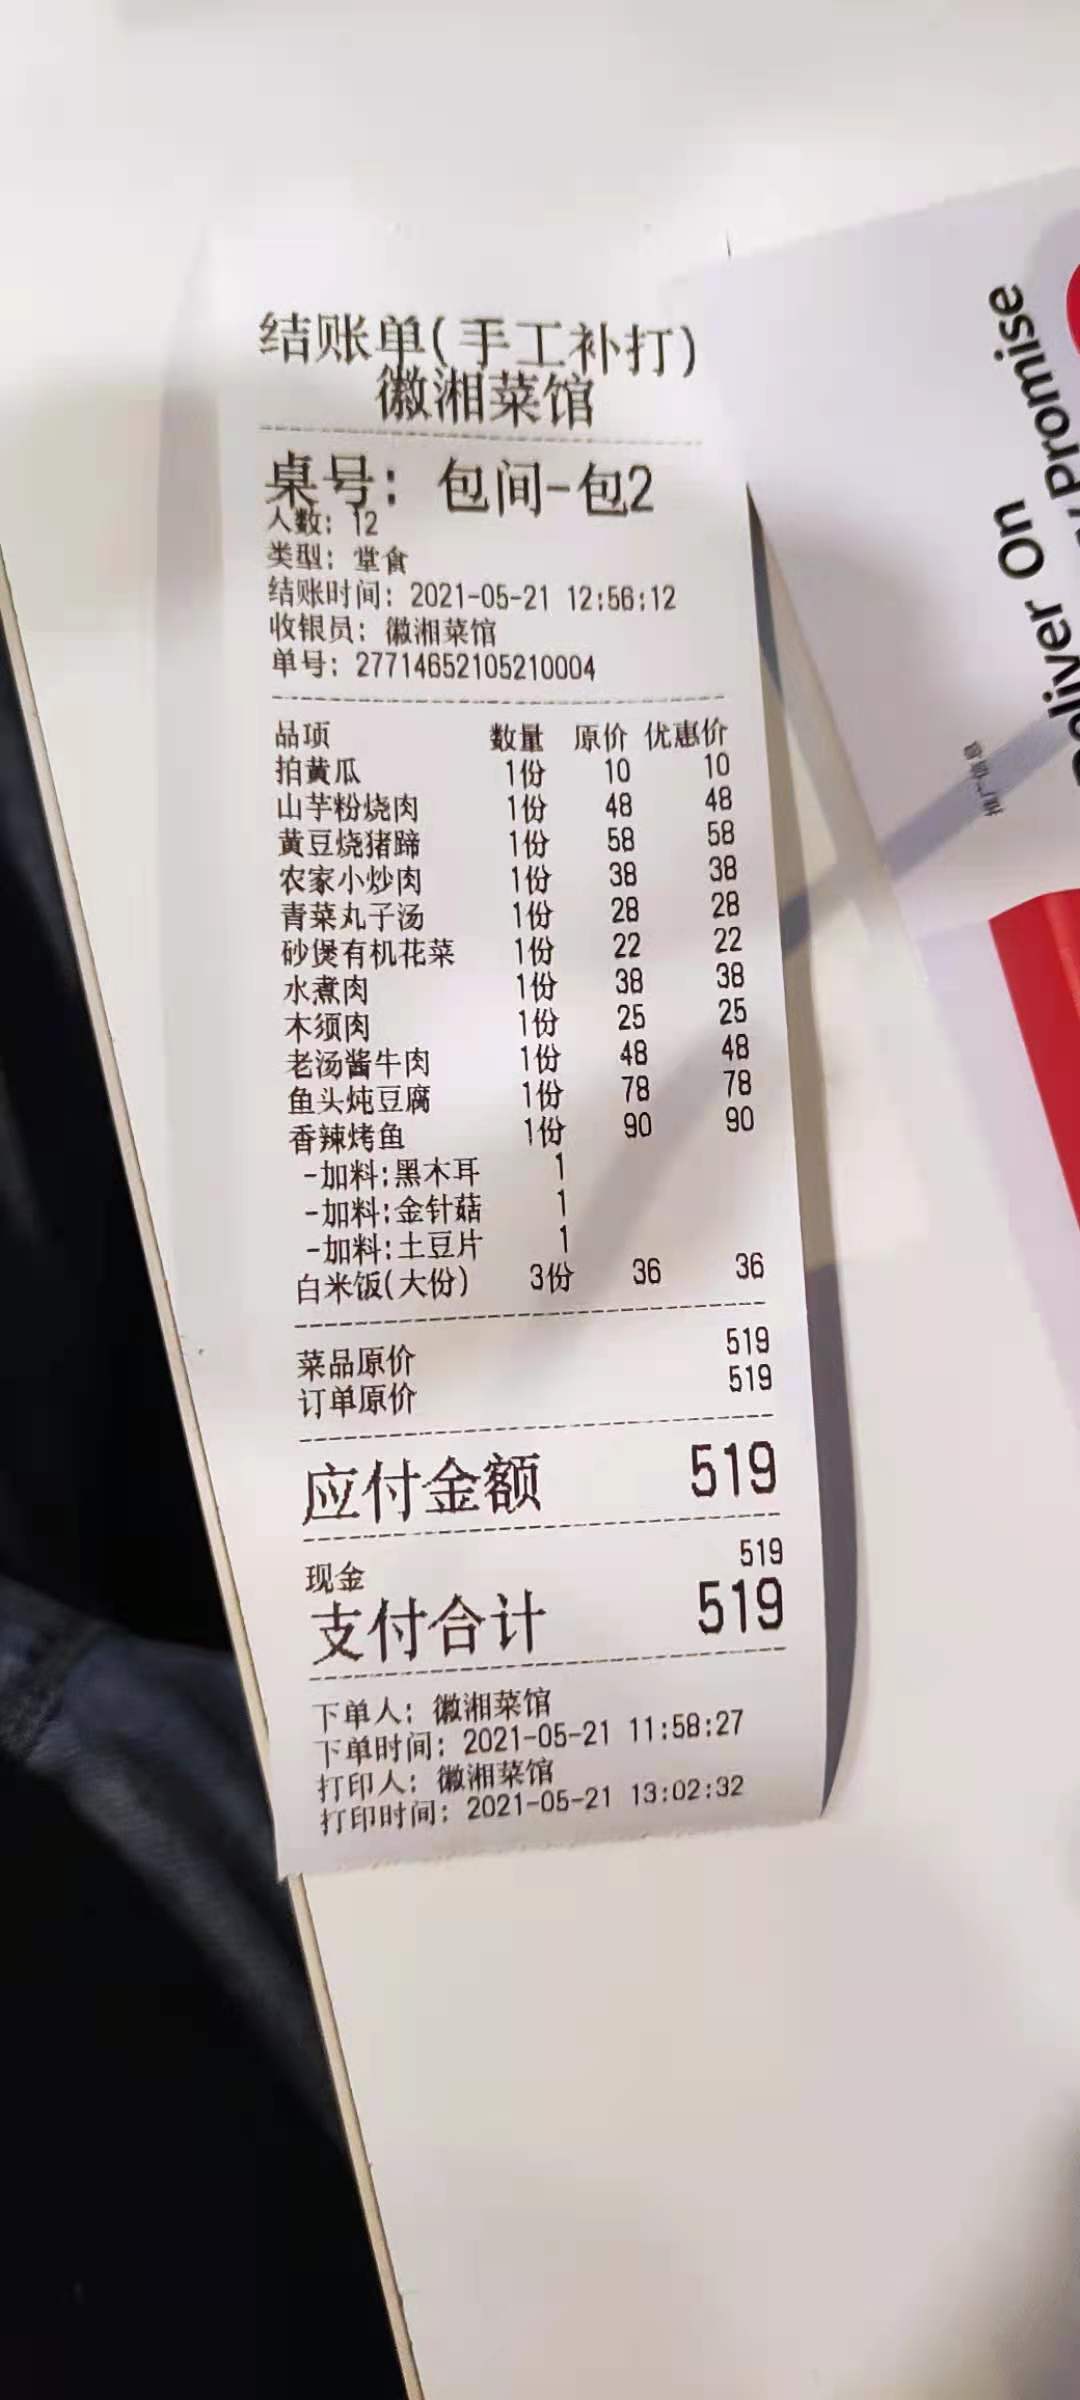 结账单(手工补打)
徽湘菜馆
桌号: 包间-包2
人数: 12
类型: 堂食
结账时间: 2021-05-21 12:56:12
收银员: 徽湘菜馆
单号: 27714652105210004
品项 数量 原价 优惠价
拍黄瓜 1份 10 10
山芋粉烧肉 1份 48 48
黄豆烧猪蹄 1份 58 58
农家小炒肉 1份 38 38
青菜丸子汤 1份 28 28
砂煲有机花菜 1份 22 22
水煮肉 1份 38 38
木须肉 1份 25 25
老汤酱牛肉 1份 48 48
鱼头炖豆腐 1份 78 78
香辣烤鱼 1份 90 90
-加料:黑木耳 1
-加料:金针菇 1
-加料:土豆片 1
白米饭(大份) 3份 36 36
菜品原价 519
订单原价 519
应付金额 519
现金 519
支付合计 519
下单人: 徽湘菜馆
下单时间: 2021-05-21 11:58:27
打印人: 徽湘菜馆
打印时间: 2021-05-21 13:02:32
on
Promise